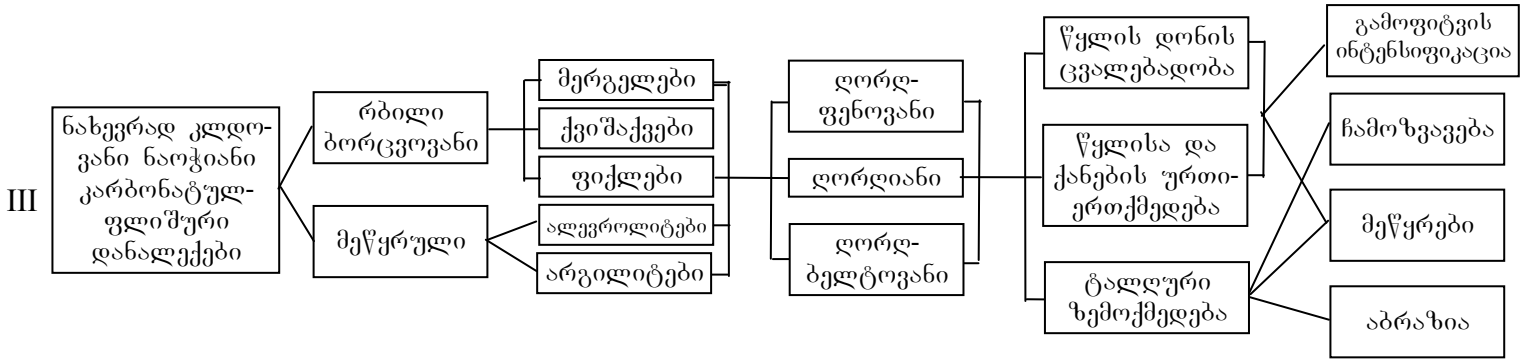 III
ნახევრად კლდო-
ვანი ნაოჭიანი
კარბონატულ-
ფლიშური
დანალექები
რბილი
ბორცვოვანი
მეწყრული
მერგელები
ქვიშაქვები
ფიქლები
ალევროლიტები
არგილიტები
ღორღ-
ფენოვანი
ღორღიანი
ღორღ-
ბელტოვანი
წყლის დონის
ცვალებადობა
წყლისა და
ქანების ურთი-
ერთქმედება
ტალღური
ზემოქმედება
გამოფიტვის
ინტენსიფიკაცია
ჩამოზვავება
მეწყრები
აბრაზია